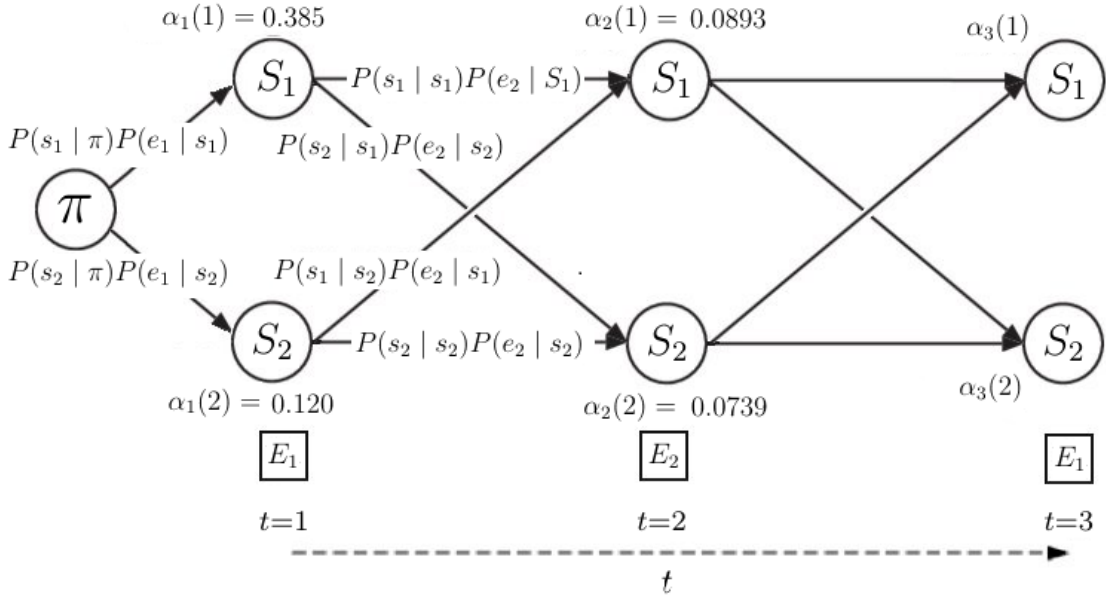 α₁(1) = 0.385
α₂(1) = 0.0893
α₃(1)
S₁
P(s₁ | s₁)P(e₂ | S₁)
S₁
S₁
P(s₁ | π)P(e₁ | s₁)
P(s₂ | s₁)P(e₂ | s₂)
π
P(s₂ | π)P(e₁ | s₂)
P(s₁ | s₂)P(e₂ | s₁)
S₂
P(s₂ | s₂)P(e₂ | s₂)
S₂
S₂
α₁(2) = 0.120
α₂(2) = 0.0739
α₃(2)
E₁
E₂
E₁
t=1
t=2
t=3
t